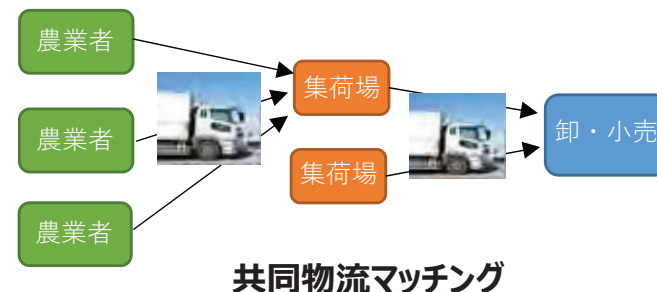 農業者
農業者
農業者
集荷場
集荷場
卸・小売
共同物流マッチング